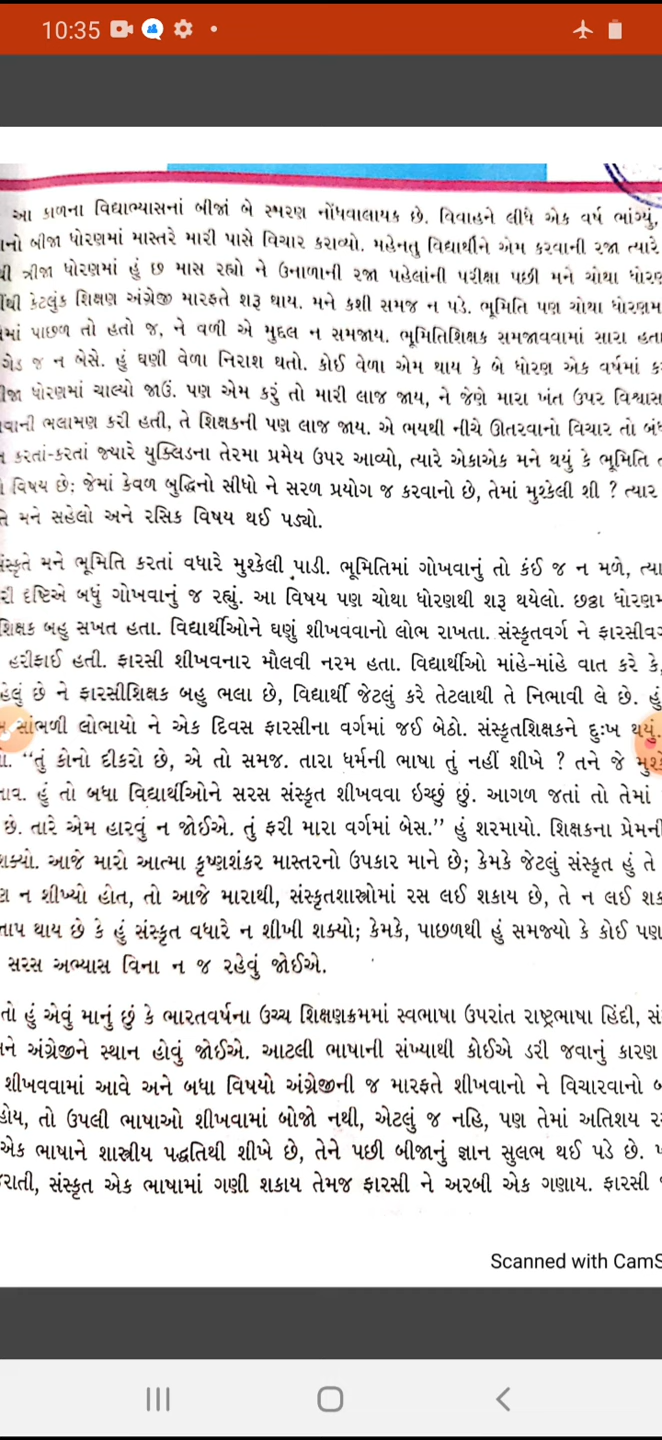 10:35
આ કાળના વિદ્યાભ્યાસનાં બીજાં બે સ્મરણ નોંધવાલાયક છે. વિવાહને લીધે એક વર્ષ ભાંગ્યું,
બીજા ધોરણમાં માસ્તરે મારી પાસે વિચાર કરાવ્યો. મહેનતુ વિદ્યાર્થીને એમ કરવાની રજા ત્યારે
ત્રીજા ધોરણમાં હું છ માસ રહ્યો ને ઉનાળાની રજા પહેલાંની પરીક્ષા પછી મને ચોથા
કેટલુંક શિક્ષણ અંગ્રેજી મારફતે શરૂ થાય. મને કશી સમજ ન પડે. ભૂમિતિ પણ ચોથા
પાછળ તો હતો જ, ને વળી એ મુદ્દલ ન સમજાય. ભૂમિતિશિક્ષક સમજાવવામાં સારા હતા
જ ન બેસે. હું ઘણી વેળા નિરાશ થતો. કોઈ વેળા એમ થાય કે બે ધોરણ એક વર્ષમાં
ધોરણમાં ચાલ્યો જાઉં. પણ એમ કરું તો મારી લાજ જાય, ને જેણે મારા ખંત ઉપર વિશ્વાસ
ભલામણ કરી હતી, તે શિક્ષકની પણ લાજ જાય. એ ભયથી નીચે ઊતરવાનો વિચાર તો
કરતાં-કરતાં જ્યારે યુક્લિડના તેરમા પ્રમેય ઉપર આવ્યો, ત્યારે એકાએક મને થયું કે ભૂમિતિ
વિષય છે: જેમાં કેવળ બુદ્ધિનો સીધો ને સરળ પ્રયોગ જ કરવાનો છે, તેમાં મુશ્કેલી શી ? ત્યાર
મને સહેલો અને રસિક વિષય થઈ પડ્યો.
મને ભૂમિતિ કરતાં વધારે મુશ્કેલી પાડી. ભૂમિતિમાં ગોખવાનું તો કંઈ જ ન મળે,
દૃષ્ટિએ બધું ગોખવાનું જ રહ્યું. આ વિષય પણ ચોથા ધોરણથી શરૂ થયેલો. છઠ્ઠા
શિક્ષક બહુ સખત હતા. વિદ્યાર્થીઓને ઘણું શીખવવાનો લોભ રાખતા. સંસ્કૃતવર્ગ ને
હરીફાઈ હતી. ફારસી શીખવનાર મૌલવી નરમ હતા. વિદ્યાર્થીઓ માંહે-માંહે વાત કરે કે,
છે ને ફારસીશિક્ષક બહુ ભલા છે, વિદ્યાર્થી જેટલું કરે તેટલાથી તે નિભાવી લે છે. હું
સાંભળી લોભાયો ને એક દિવસ ફારસીના વર્ગમાં જઈ બેઠો. સંસ્કૃતશિક્ષકને દુઃખ થયું.
“તું કોનો દીકરો છે, એ તો સમજ. તારા ધર્મની ભાષા તું નહીં શીખે ? તને જે
હું તો બધા વિદ્યાર્થીઓને સરસ સંસ્કૃત શીખવવા ઇચ્છું છું. આગળ જતાં તો તેમાં
છે. તારે એમ હારવું ન જોઈએ. તું ફરી મારા વર્ગમાં બેસ.” હું શરમાયો. શિક્ષકના પ્રેમની
આજે મારો આત્મા કૃષ્ણશંકર માસ્તરનો ઉપકાર માને છે; કેમકે જેટલું સંસ્કૃત હું તે
ન શીખ્યો હોત, તો આજે મારાથી, સંસ્કૃતશાસ્ત્રોમાં રસ લઈ શકાય છે, તે ન લઈ
થાય છે કે હું સંસ્કૃત વધારે ન શીખી શક્યો; કેમકે, પાછળથી હું સમજ્યો કે કોઈ પણ
સરસ અભ્યાસ વિના ન જ રહેવું જોઈએ.
તો હું એવું માનું છું કે ભારતવર્ષના ઉચ્ચ શિક્ષણક્રમમાં સ્વભાષા ઉપરાંત રાષ્ટ્રભાષા હિંદી,
અંગ્રેજીને સ્થાન હોવું જોઈએ. આટલી ભાષાની સંખ્યાથી કોઈએ ડરી જવાનું કારણ
શીખવવામાં આવે અને બધા વિષયો અંગ્રેજીની જ મારફતે શીખવાનો ને વિચારવાનો
હોય, તો ઉપલી ભાષાઓ શીખવામાં બોજો નથી, એટલું જ નહિ, પણ તેમાં અતિશય
એક ભાષાને શાસ્ત્રીય પદ્ધતિથી શીખે છે, તેને પછી બીજાનું જ્ઞાન સુલભ થઈ પડે છે.
સંસ્કૃત એક ભાષામાં ગણી શકાય તેમજ ફારસી ને અરબી એક ગણાય. ફારસી
Scanned with CamS